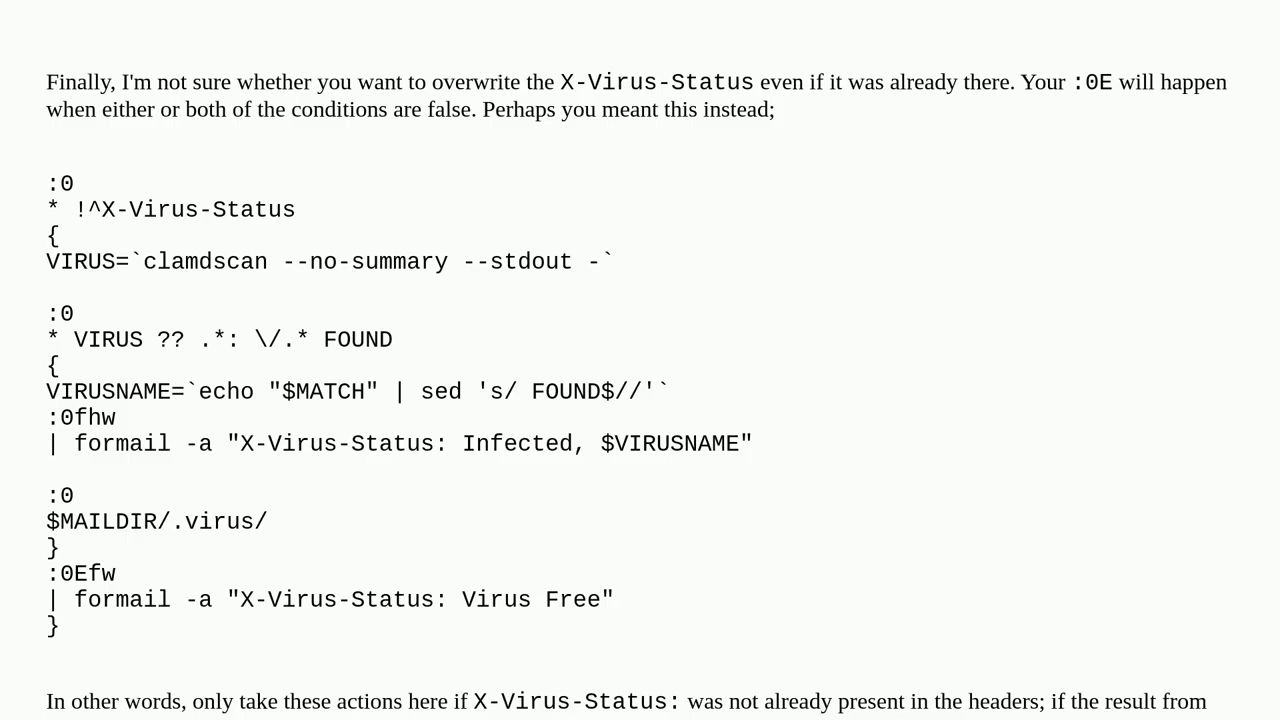 Finally, I'm not sure whether you want to overwrite the X-Virus-Status even if it was already there. Your :0E will happen
when either or both of the conditions are false. Perhaps you meant this instead;
:0
* !^X-Virus-Status
{
VIRUS=`clamdscan --no-summary --stdout -`
:0
* VIRUS ?? .*: \/.* FOUND
{
VIRUSNAME=`echo "$MATCH" | sed 's/ FOUND$//'`
:0fhw
| formail -a "X-Virus-Status: Infected, $VIRUSNAME"
:0
$MAILDIR/.virus/
}
:0Efw
| formail -a "X-Virus-Status: Virus Free"
}
In other words, only take these actions here if X-Virus-Status: was not already present in the headers; if the result from